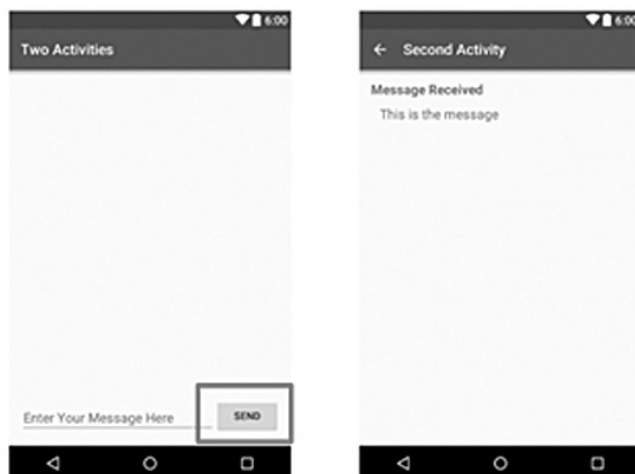 6:00
Two Activities
Enter Your Message Here
SEND
6:00
Second Activity
Message Received
This is the message